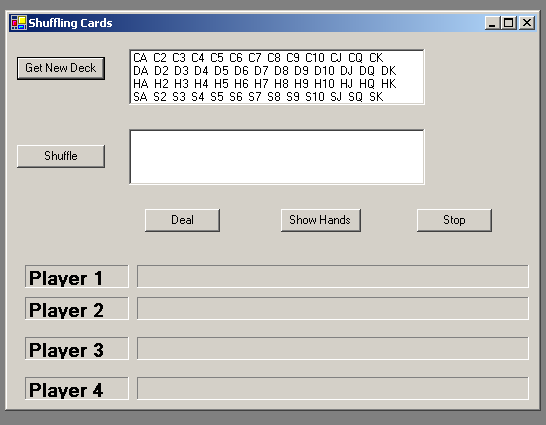 Shuffling Cards
Get New Deck
CA C2 C3 C4 C5 C6 C7 C8 C9 C10 CJ CQ CK
DA D2 D3 D4 D5 D6 D7 D8 D9 D10 DJ DQ DK
HA H2 H3 H4 H5 H6 H7 H8 H9 H10 HJ HQ HK
SA S2 S3 S4 S5 S6 S7 S8 S9 S10 SJ SQ SK
Shuffle
Deal Show Hands Stop
Player 1
Player 2
Player 3
Player 4